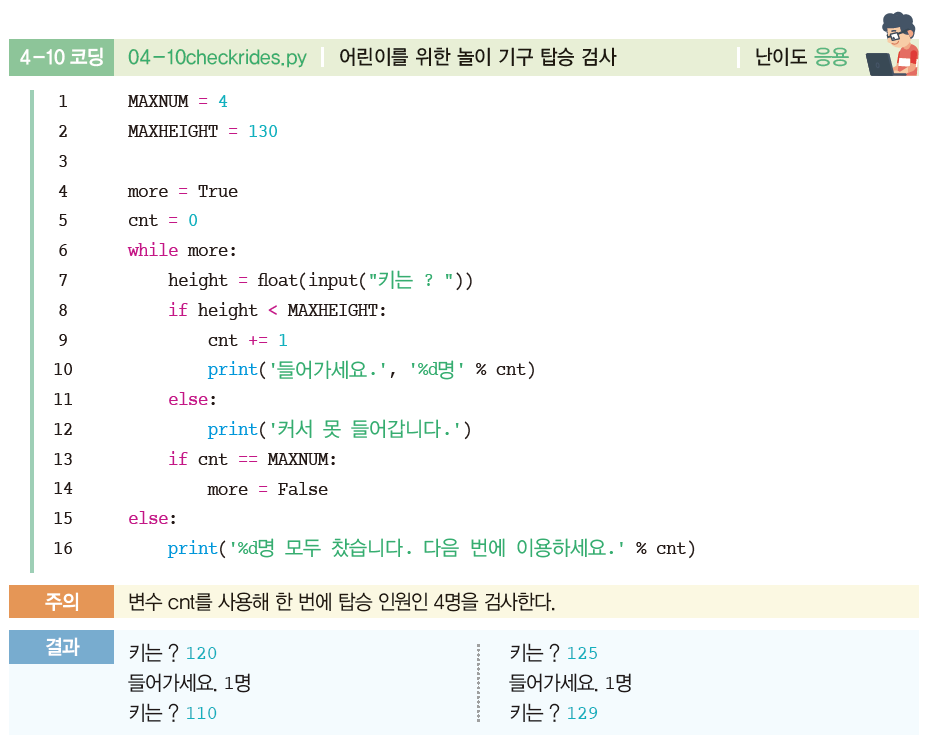 4-10 코딩 04-10checkrides.py 어린이를 위한 놀이 기구 탑승 검사 난이도 응용
1 MAXNUM = 4
2 MAXHEIGHT = 130
3
4 more = True
5 cnt = 0
6 while more:
7     height = float(input("키는 ? "))
8     if height < MAXHEIGHT:
9         cnt += 1
10         print('들어가세요.', '%d명' % cnt)
11     else:
12         print('커서 못 들어갑니다.')
13     if cnt == MAXNUM:
14         more = False
15 else:
16     print('%d명 모두 찼습니다. 다음 번에 이용하세요.' % cnt)
주의 변수 cnt를 사용해 한 번에 탑승 인원인 4명을 검사한다.
결과
키는 ? 120
들어가세요. 1명
키는 ? 110
키는 ? 125
들어가세요. 1명
키는 ? 129